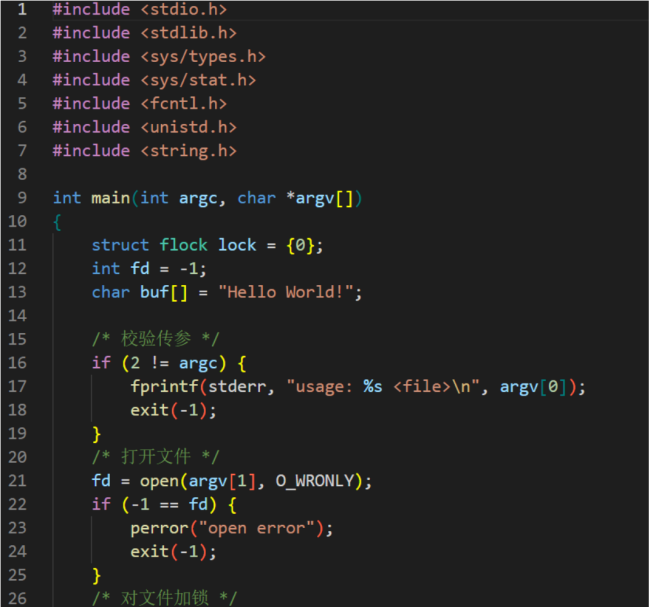 1 #include <stdio.h>
2 #include <stdlib.h>
3 #include <sys/types.h>
4 #include <sys/stat.h>
5 #include <fcntl.h>
6 #include <unistd.h>
7 #include <string.h>
8
9 int main(int argc, char *argv[])
10 {
11     struct flock lock = {0};
12     int fd = -1;
13     char buf[] = "Hello World!";
14
15     /* 校验传参 */
16     if (2 != argc) {
17         fprintf(stderr, "usage: %s <file>\n", argv[0]);
18         exit(-1);
19     }
20     /* 打开文件 */
21     fd = open(argv[1], O_WRONLY);
22     if (-1 == fd) {
23         perror("open error");
24         exit(-1);
25     }
26     /* 对文件加锁 */